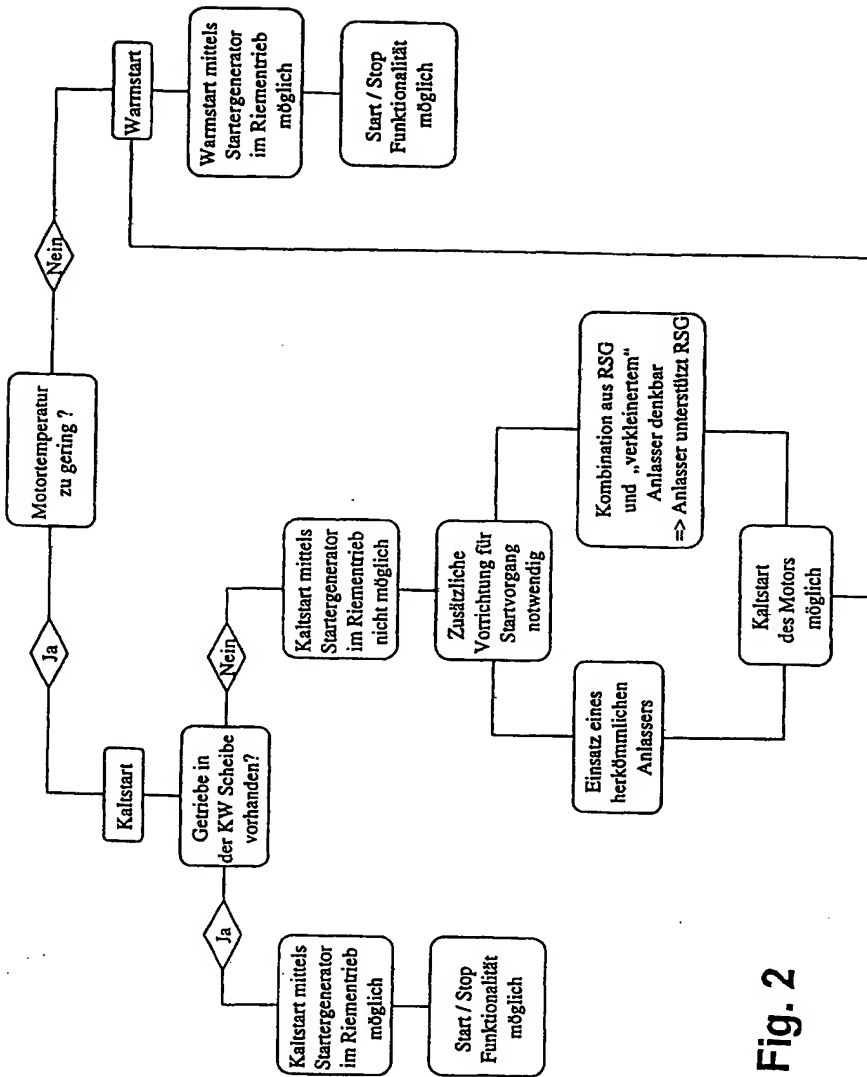 Motortemperatur
zu gering ?
Ja
Nein
Kaltstart
Warmstart
Getriebe in
der KW Scheibe
vorhanden?
Warmstart mittels
Startergenerator
im Riementrieb
möglich
Ja
Nein
Start / Stop
Funktionalität
möglich
Kaltstart mittels
Startergenerator
im Riementrieb
möglich
Kaltstart mittels
Startergenerator
im Riementrieb
nicht möglich
Start / Stop
Funktionalität
möglich
Zusätzliche
Vorrichtung für
Startvorgang
notwendig
Einsatz eines
herkömmlichen
Anlassers
Kombination aus RSG
und „verkleinertem“
Anlasser denkbar
=> Anlasser unterstützt RSG
Kaltstart
des Motors
möglich
Fig. 2